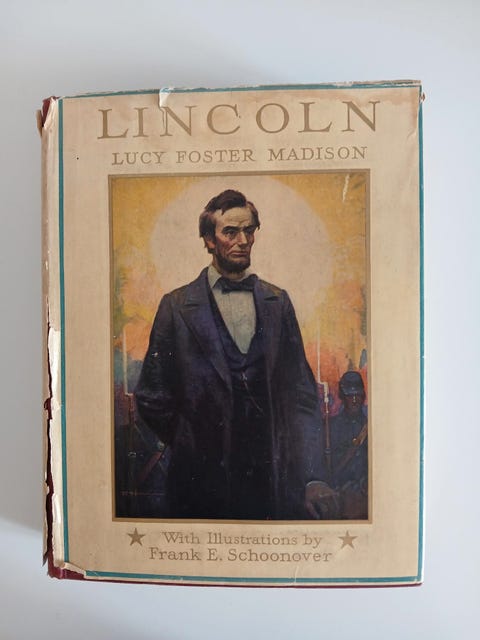 LINCOLN
LUCY FOSTER MADISON
With Illustrations by
Frank E. Schoonover